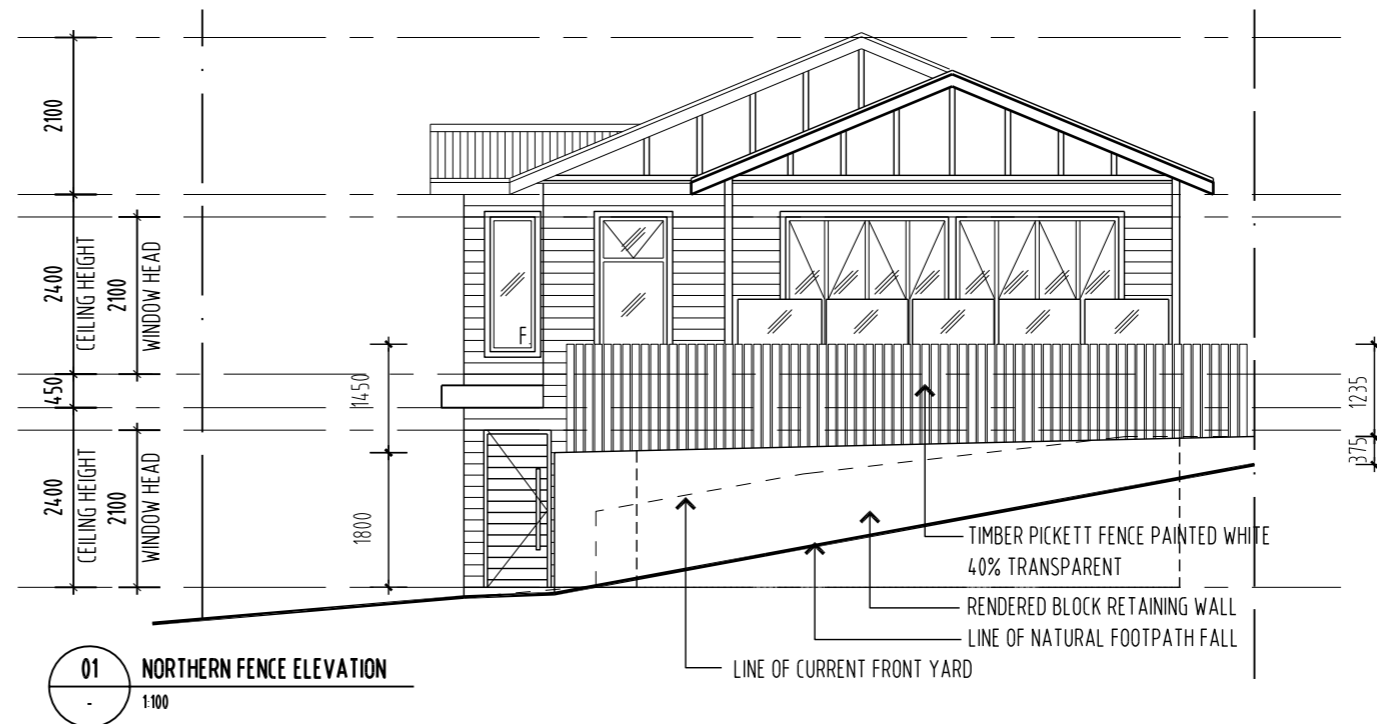 2100
2400
CEILING HEIGHT
2100
WINDOW HEAD
450
2400
CEILING HEIGHT
2100
WINDOW HEAD
1450
1800
F.
1235
375
TIMBER PICKETT FENCE PAINTED WHITE
40% TRANSPARENT
RENDERED BLOCK RETAINING WALL
LINE OF NATURAL FOOTPATH FALL
LINE OF CURRENT FRONT YARD
01
-
NORTHERN FENCE ELEVATION
1:100